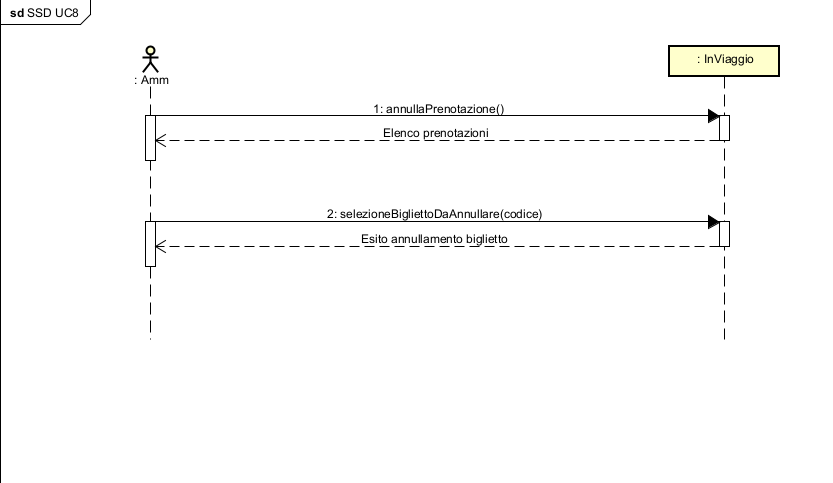 sd SSD UC8
: Amm
: InViaggio
1: annullaPrenotazione()
Elenco prenotazioni
2: selezioneBigliettoDaAnnullare(codice)
Esito annullamento biglietto